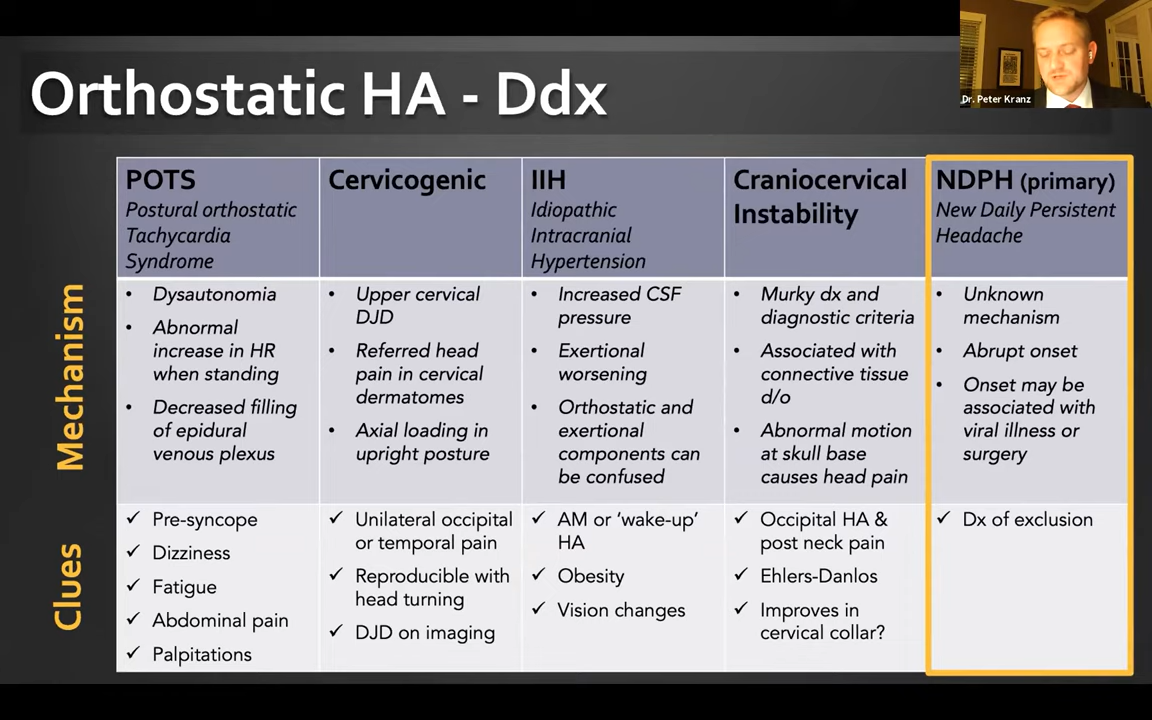 Orthostatic HA - Ddx
Dr. Peter Kranz
POTS
Postural orthostatic
Tachycardia
Syndrome
Cervicogenic
IIH
Idiopathic
Intracranial
Hypertension
Craniocervical
Instability
NDPH (primary)
New Daily Persistent
Headache
Mechanism
• Dysautonomia
• Abnormal
increase in HR
when standing
• Decreased filling
of epidural
venous plexus
• Upper cervical
DJD
• Referred head
pain in cervical
dermatomes
• Axial loading in
upright posture
• Increased CSF
pressure
• Exertional
worsening
• Orthostatic and
exertional
components can
be confused
• Murky dx and
diagnostic criteria
• Associated with
connective tissue
d/o
• Abnormal motion
at skull base
causes head pain
• Unknown
mechanism
• Abrupt onset
• Onset may be
associated with
viral illness or
surgery
Clues
✓ Pre-syncope
✓ Dizziness
✓ Fatigue
✓ Abdominal pain
✓ Palpitations
✓ Unilateral occipital
or temporal pain
✓ Reproducible with
head turning
✓ DJD on imaging
✓ AM or ‘wake-up’
HA
✓ Obesity
✓ Vision changes
✓ Occipital HA &
post neck pain
✓ Ehlers-Danlos
✓ Improves in
cervical collar?
✓ Dx of exclusion